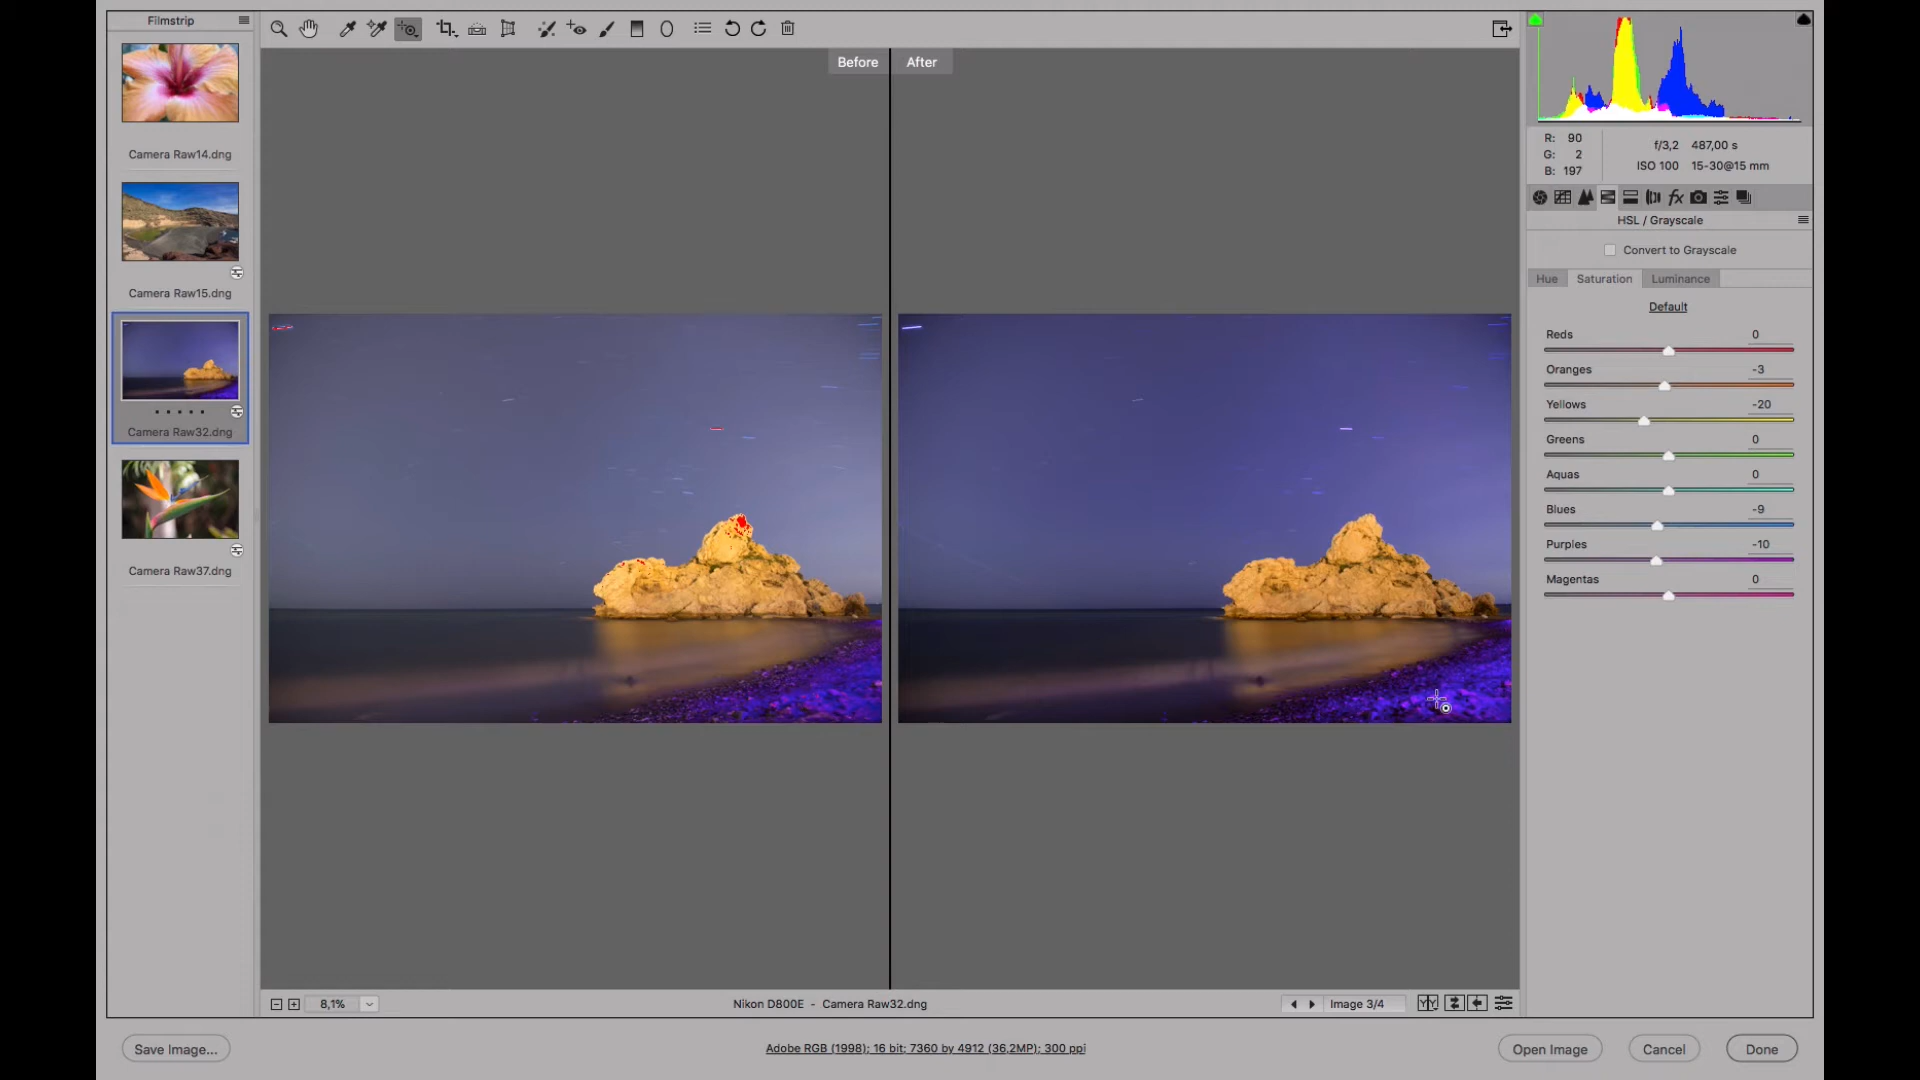 Filmstrip
Camera Raw14.dng
Camera Raw15.dng
Camera Raw32.dng
Camera Raw37.dng
Before
After
R: 90
G: 2
B: 197
f/3,2 487,00 s
ISO 100 15-30@15 mm
fx
HSL / Grayscale
Convert to Grayscale
Hue Saturation Luminance
Default
Reds 0
Oranges -3
Yellows -20
Greens 0
Aquas 0
Blues -9
Purples -10
Magentas 0
8,1%
Nikon D800E - Camera Raw32.dng
Image 3/4
Save Image...
Adobe RGB (1998); 16 bit; 7360 by 4912 (36,2MP); 300 ppi
Open Image
Cancel
Done